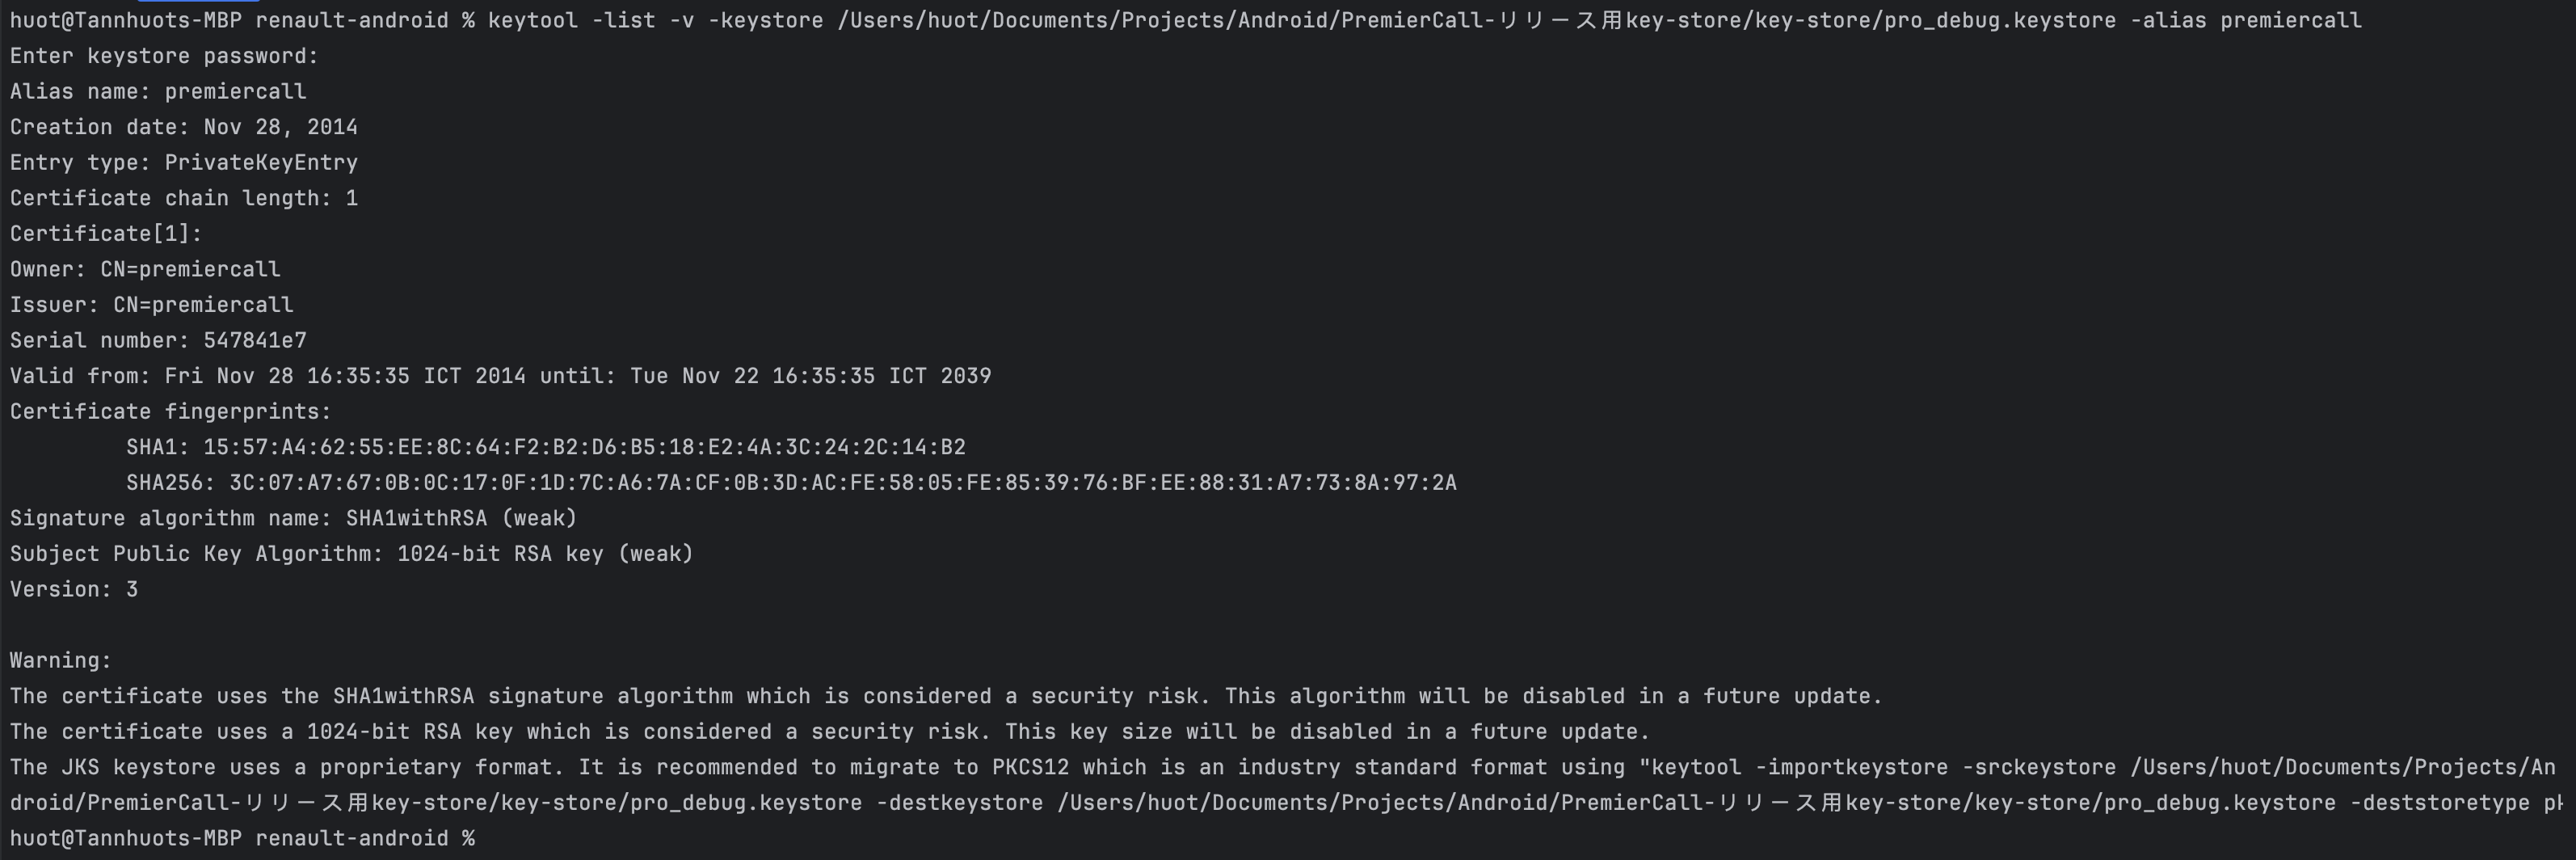 huot@Tannhuots-MBP renault-android % keytool -list -v -keystore /Users/huot/Documents/Projects/Android/PremierCall-リリース用key-store/key-store/pro_debug.keystore -alias premiercall
Enter keystore password:
Alias name: premiercall
Creation date: Nov 28, 2014
Entry type: PrivateKeyEntry
Certificate chain length: 1
Certificate[1]:
Owner: CN=premiercall
Issuer: CN=premiercall
Serial number: 547841e7
Valid from: Fri Nov 28 16:35:35 ICT 2014 until: Tue Nov 22 16:35:35 ICT 2039
Certificate fingerprints:
SHA1: 15:57:A4:62:55:EE:8C:64:F2:B2:D6:B5:18:E2:4A:3C:24:2C:14:B2
SHA256: 3C:07:A7:67:0B:0C:17:0F:1D:7C:A6:7A:CF:0B:3D:AC:FE:58:05:FE:85:39:76:BF:EE:88:31:A7:73:8A:97:2A
Signature algorithm name: SHA1withRSA (weak)
Subject Public Key Algorithm: 1024-bit RSA key (weak)
Version: 3
Warning:
The certificate uses the SHA1withRSA signature algorithm which is considered a security risk. This algorithm will be disabled in a future update.
The certificate uses a 1024-bit RSA key which is considered a security risk. This key size will be disabled in a future update.
The JKS keystore uses a proprietary format. It is recommended to migrate to PKCS12 which is an industry standard format using "keytool -importkeystore -srckeystore /Users/huot/Documents/Projects/An
droid/PremierCall-リリース用key-store/key-store/pro_debug.keystore -destkeystore /Users/huot/Documents/Projects/Android/PremierCall-リリース用key-store/key-store/pro_debug.keystore -deststoretype
huot@Tannhuots-MBP renault-android %